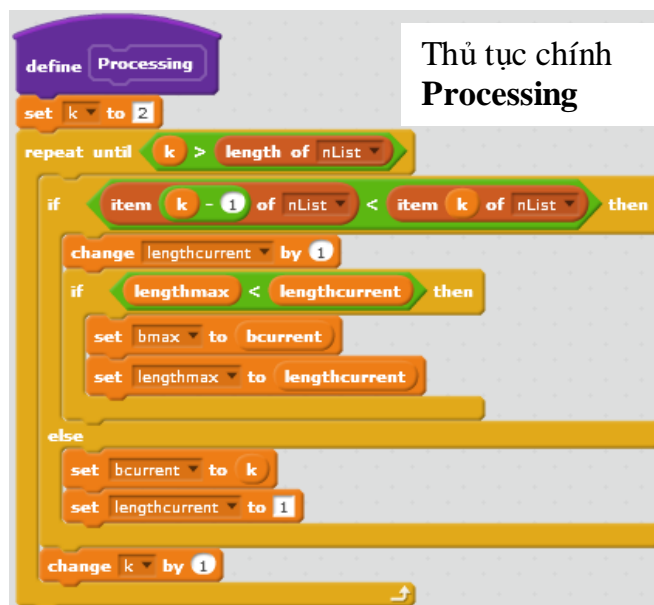 Thủ tục chính
Processing
define Processing
set k to 2
repeat until k > length of nList
if item k - 1 of nList < item k of nList then
change lengthcurrent by 1
if lengthmax < lengthcurrent then
set bmax to bcurrent
set lengthmax to lengthcurrent
else
set bcurrent to k
set lengthcurrent to 1
change k by 1